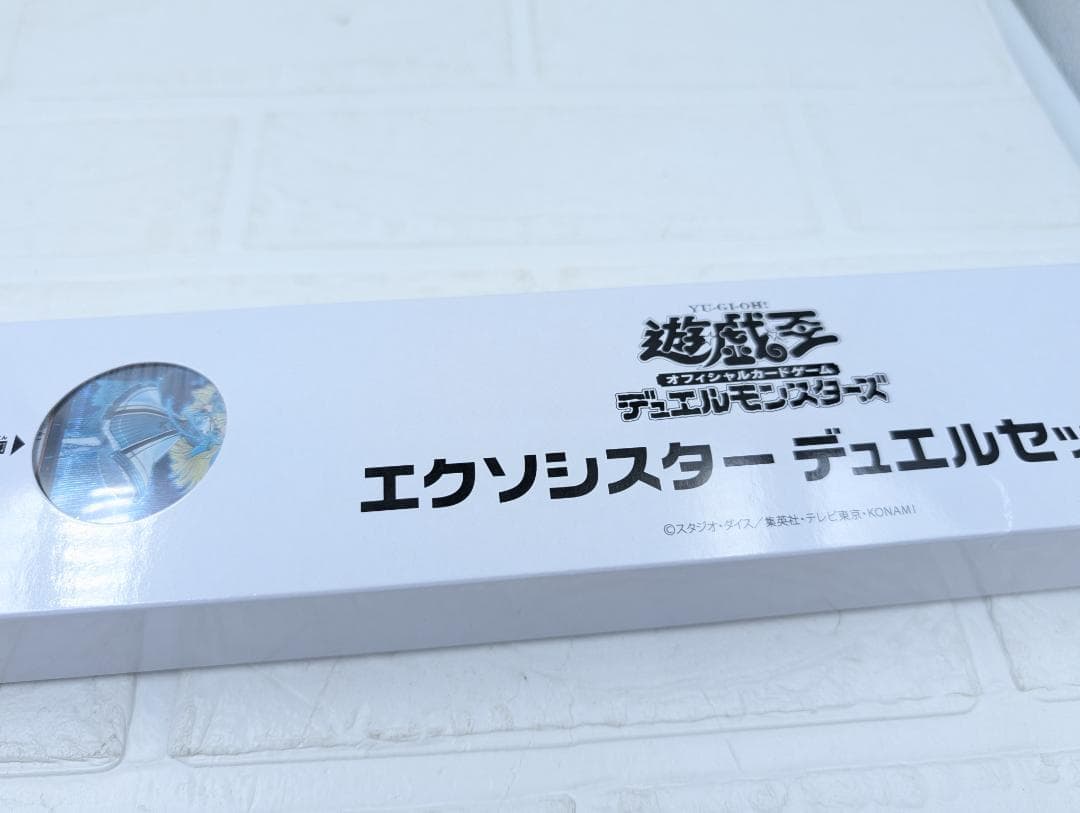 YU-GI-OH!
遊戯王
オフィシャルカードゲーム
デュエルモンスターズ
エクソシスター デュエルセッ
©スタジオ・ダイス/集英社・テレビ東京・KONAMI